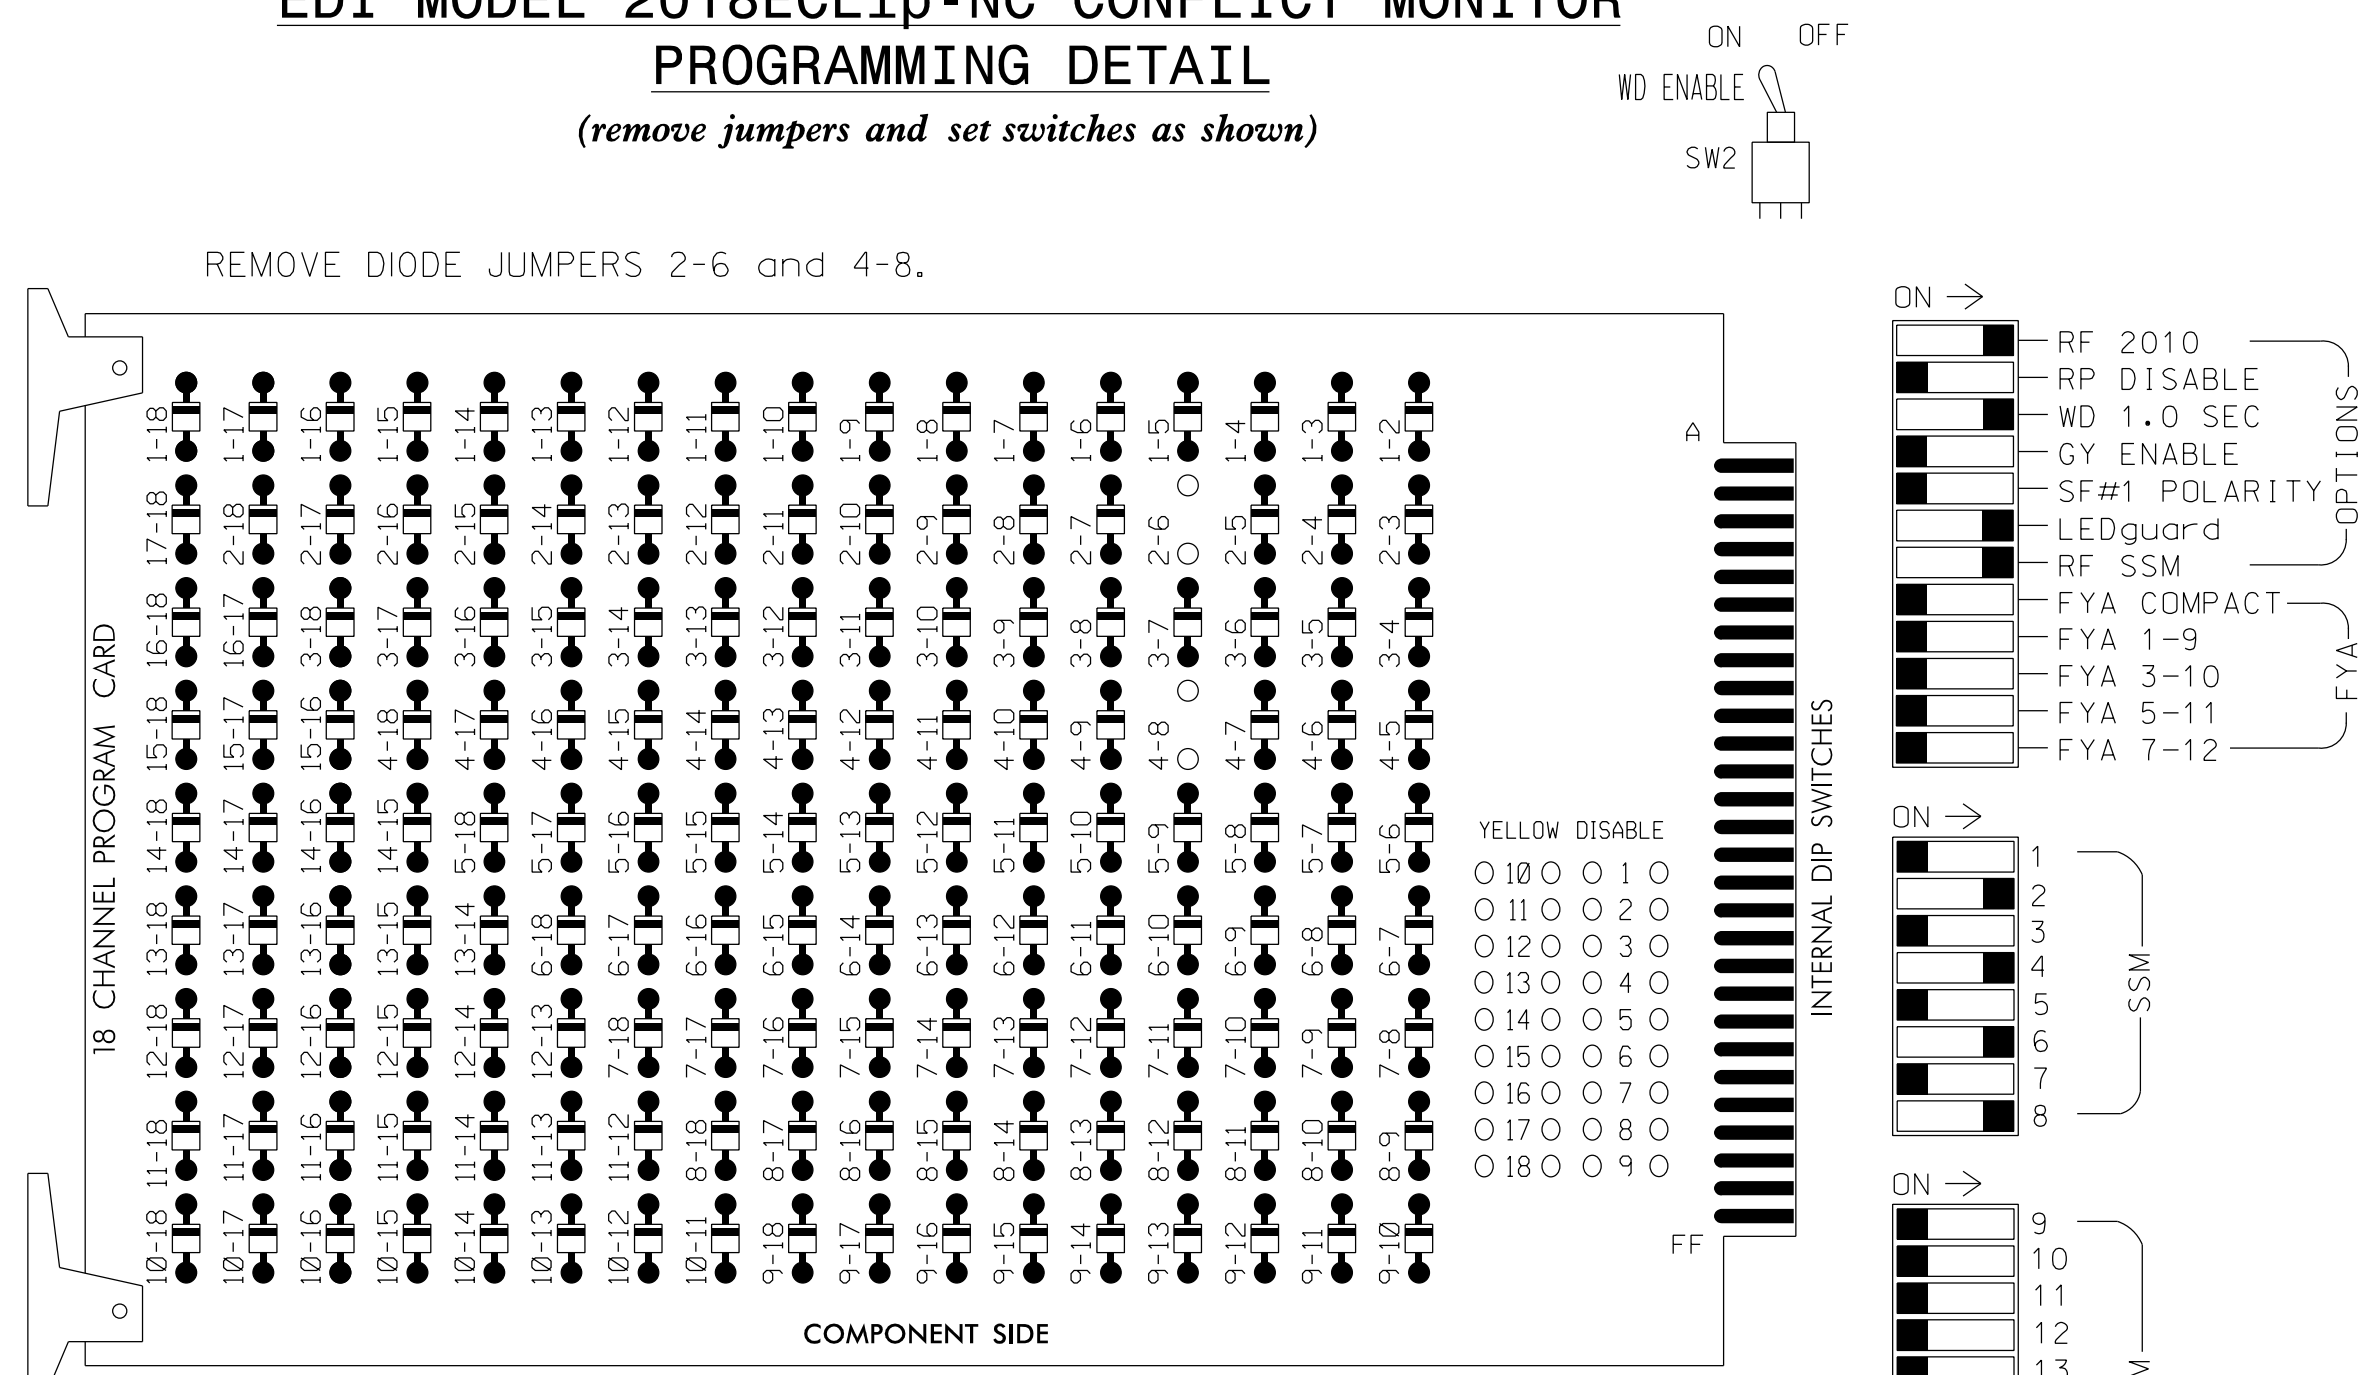 EDI MODEL 2018ECLip-NC CONFLICT MONITOR
PROGRAMMING DETAIL
(remove jumpers and set switches as shown)
ON OFF
WD ENABLE
SW2
REMOVE DIODE JUMPERS 2-6 and 4-8.
18 CHANNEL PROGRAM CARD
1-18 1-17 1-16 1-15 1-14 1-13 1-12 1-11 1-10 1-9 1-8 1-7 1-6 1-5 1-4 1-3 1-2
17-18 2-18 2-17 2-16 2-15 2-14 2-13 2-12 2-11 2-10 2-9 2-8 2-7 2-6 2-5 2-4 2-3
16-18 16-17 3-18 3-17 3-16 3-15 3-14 3-13 3-12 3-11 3-10 3-9 3-8 3-7 3-6 3-5 3-4
15-18 15-17 15-16 4-18 4-17 4-16 4-15 4-14 4-13 4-12 4-11 4-10 4-9 4-8 4-7 4-6 4-5
14-18 14-17 14-16 14-15 5-18 5-17 5-16 5-15 5-14 5-13 5-12 5-11 5-10 5-9 5-8 5-7 5-6
13-18 13-17 13-16 13-15 13-14 6-18 6-17 6-16 6-15 6-14 6-13 6-12 6-11 6-10 6-9 6-8 6-7
12-18 12-17 12-16 12-15 12-14 12-13 7-18 7-17 7-16 7-15 7-14 7-13 7-12 7-11 7-10 7-9 7-8
11-18 11-17 11-16 11-15 11-14 11-13 11-12 8-18 8-17 8-16 8-15 8-14 8-13 8-12 8-11 8-10 8-9
10-18 10-17 10-16 10-15 10-14 10-13 10-12 10-11 9-18 9-17 9-16 9-15 9-14 9-13 9-12 9-11 9-10
COMPONENT SIDE
YELLOW DISABLE
10 1
11 2
12 3
13 4
14 5
15 6
16 7
17 8
18 9
A
FF
INTERNAL DIP SWITCHES
ON
RF 2010
RP DISABLE
WD 1.0 SEC
GY ENABLE
SF#1 POLARITY
LEDguard
RF SSM
OPTIONS
FYA COMPACT
FYA 1-9
FYA 3-10
FYA 5-11
FYA 7-12
FYA
ON
1
2
3
4
5
6
7
8
SSM
ON
9
10
11
12
13
M